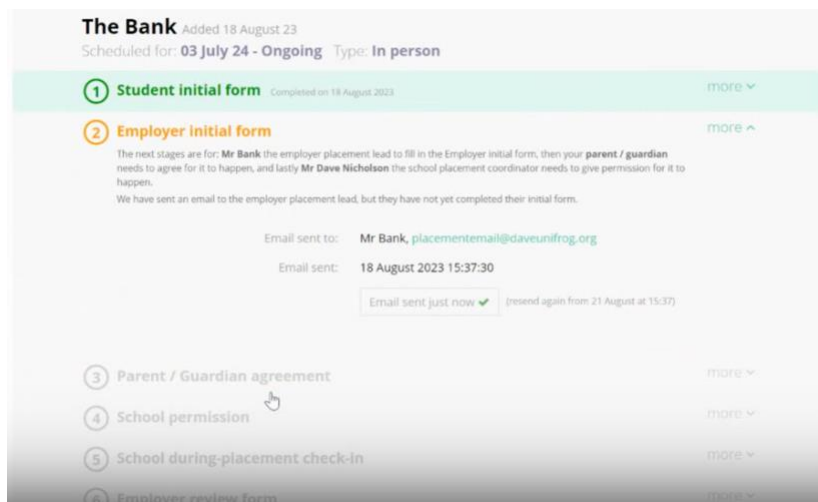 The Bank Added 18 August 23
Scheduled for: 03 July 24 - Ongoing Type: In person
1 Student initial form Completed on 18 August 2023 more
2 Employer initial form more
The next stages are for: Mr Bank the employer placement lead to fill in the Employer initial form, then your parent / guardian
needs to agree for it to happen, and lastly Mr Dave Nicholson the school placement coordinator needs to give permission for it to
happen.
We have sent an email to the employer placement lead, but they have not yet completed their initial form.
Email sent to: Mr Bank, placementemail@daveunifrog.org
Email sent: 18 August 2023 15:37:30
Email sent just now ✔ (resend again from 21 August at 15:37)
3 Parent / Guardian agreement more
4 School permission more
5 School during-placement check-in more
6 Employer review form